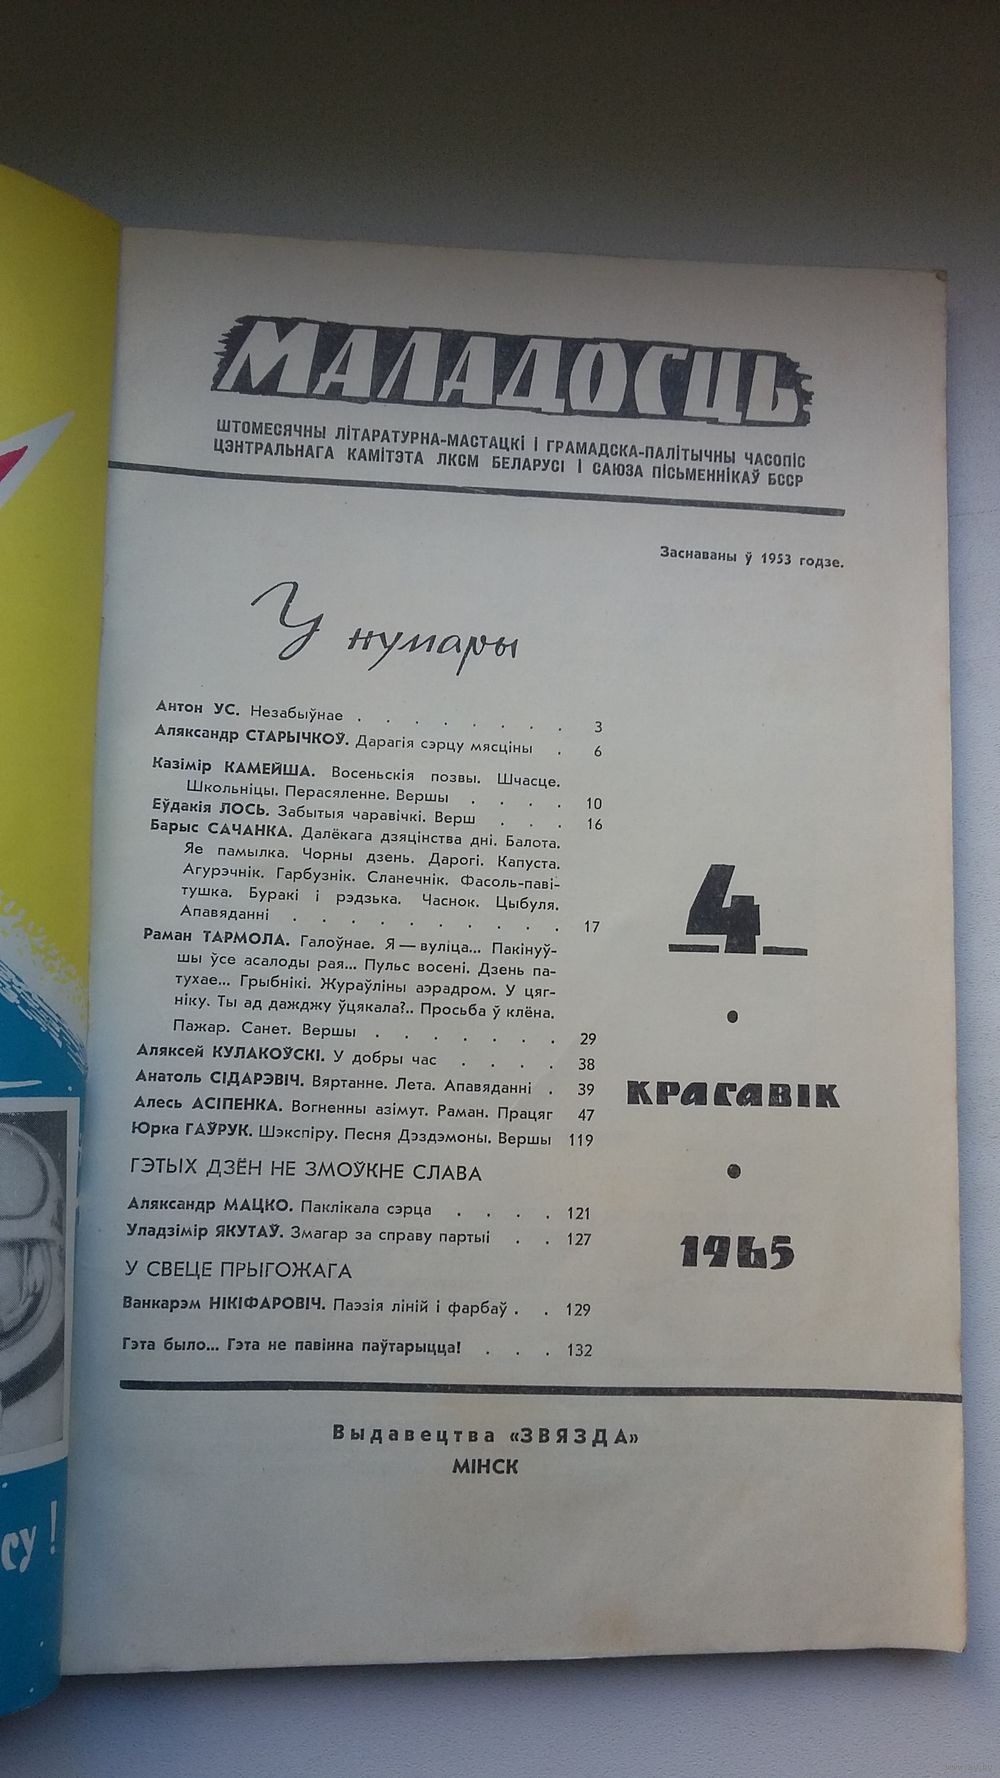 МАЛАДОСЦЬ
ШТОМЕСЯЧНЫ ЛІТАРАТУРНА-МАСТАЦКІ І ГРАМАДСКА-ПАЛІТЫЧНЫ ЧАСОПІС
ЦЭНТРАЛЬНАГА КАМІТЭТА ЛКСМ БЕЛАРУСІ І САЮЗА ПІСЬМЕННІКАЎ БССР
Заснаваны ў 1953 годзе.
У нумары
Антон УС. Незабыўнае . . . . . . . . 3
Аляксандр СТАРЫЧКОЎ. Дарагія сэрцу мясціны . 6
Казімір КАМЕЙША. Восеньскія позвы. Шчасце.
Школьніцы. Перасяленне. Вершы . . . . 10
Еўдакія ЛОСЬ. Забытыя чаравічкі. Верш . . . 16
Барыс САЧАНКА. Далёкага дзяцінства дні. Балота.
Яе памылка. Чорны дзень. Дарогі. Капуста.
Агурэчнік. Гарбузнік. Сланечнік. Фасоль-паві-
тушка. Буракі і рэдзька. Часнок. Цыбуля.
Апавяданні . . . . . . . . . . 17
Раман ТАРМОЛА. Галоўнае. Я — вуліца... Пакінуў-
шы ўсе асалоды рая... Пульс восені. Дзень па-
тухае... Грыбнікі. Жураўліны аэрадром. У цяг-
ніку. Ты ад дажджу ўцякала?.. Просьба ў клёна.
Пажар. Санет. Вершы . . . . . . . 29
Аляксей КУЛАКОЎСКІ. У добры час . . . . 38
Анатоль СІДАРЭВІЧ. Вяртанне. Лета. Апавяданні . 39
Алесь АСІПЕНКА. Вогненны азімут. Раман. Працяг 47
Юрка ГАЎРУК. Шэкспіру. Песня Дэздэмоны. Вершы 119
ГЭТЫХ ДЗЁН НЕ ЗМОЎКНЕ СЛАВА
Аляксандр МАЦКО. Паклікала сэрца . . . . 121
Уладзімір ЯКУТАЎ. Змагар за справу партыі . . 127
У СВЕЦЕ ПРЫГОЖАГА
Ванкарэм НІКІФАРОВІЧ. Паэзія ліній і фарбаў . . 129
Гэта было... Гэта не павінна паўтарыцца! . . . 132
4
КРАСАВІК
1965
Выдавецтва «ЗВЯЗДА»
МІНСК
су!